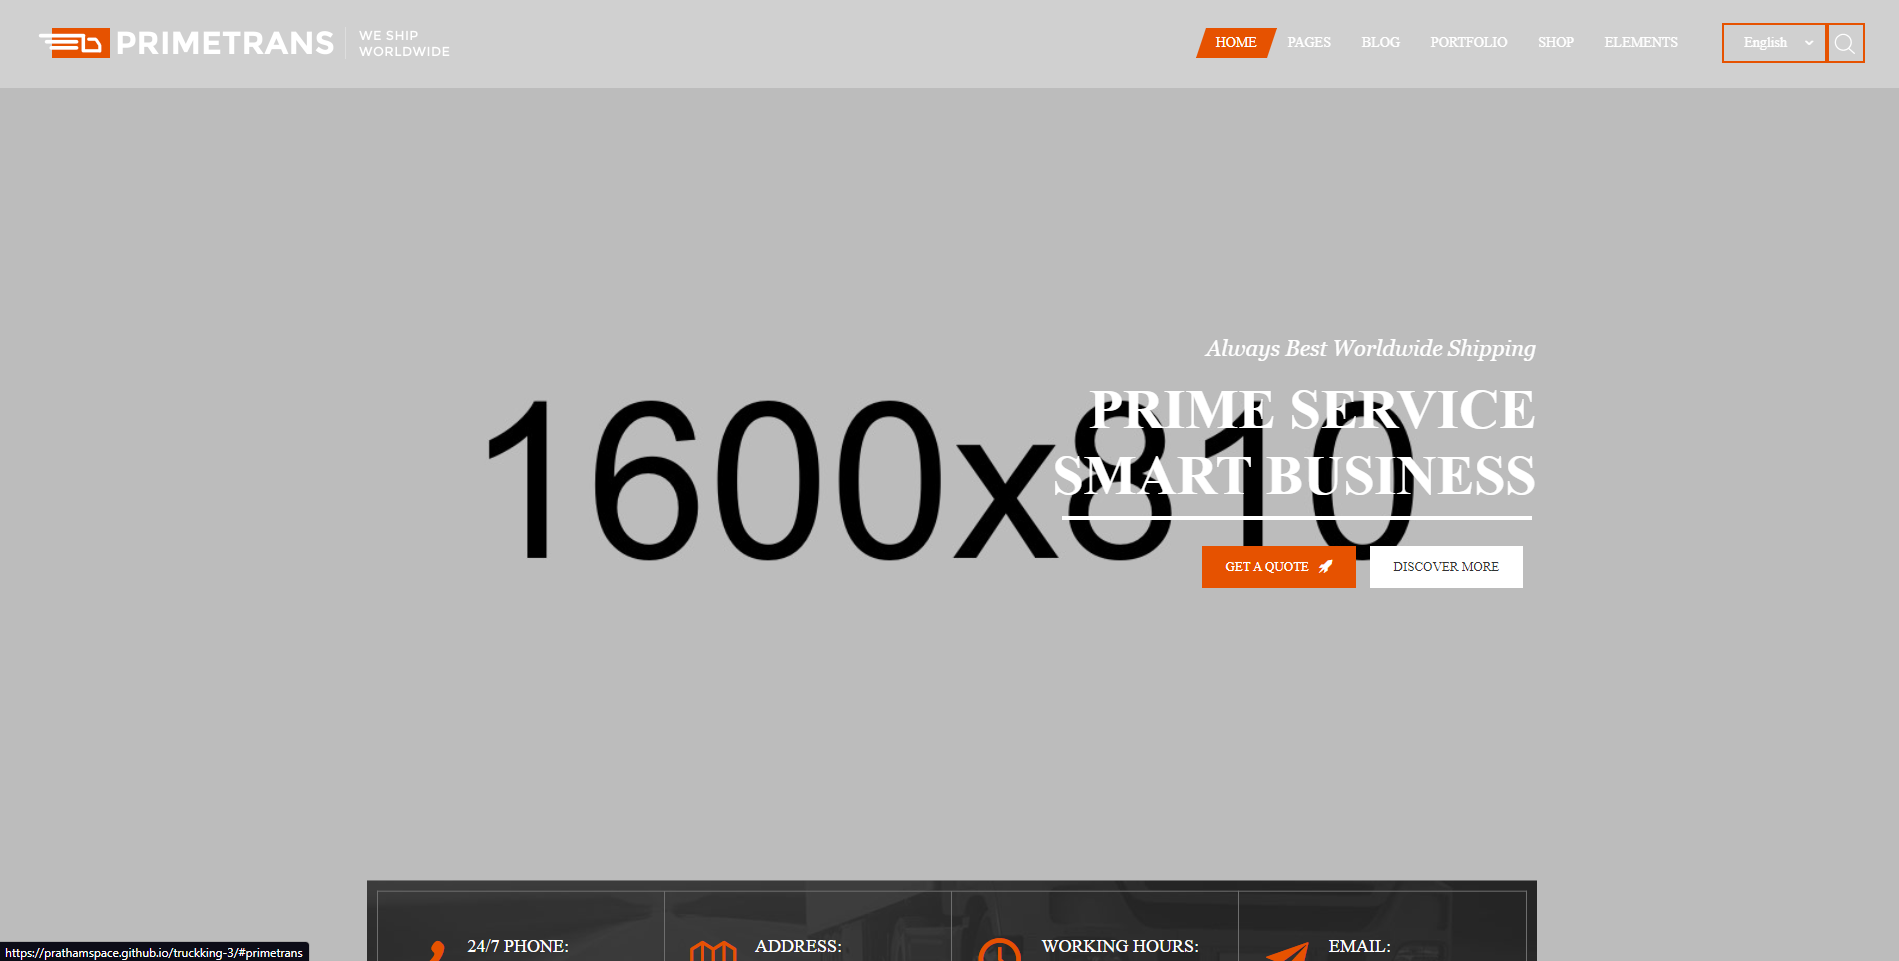 PRIMETRANS
WE SHIP
WORLDWIDE
HOME PAGES BLOG PORTFOLIO SHOP ELEMENTS
English
Always Best Worldwide Shipping
PRIME SERVICE
SMART BUSINESS
1600x810
GET A QUOTE
DISCOVER MORE
24/7 PHONE:
ADDRESS:
WORKING HOURS:
EMAIL:
https://prathamspace.github.io/truckking-3/#primetrans